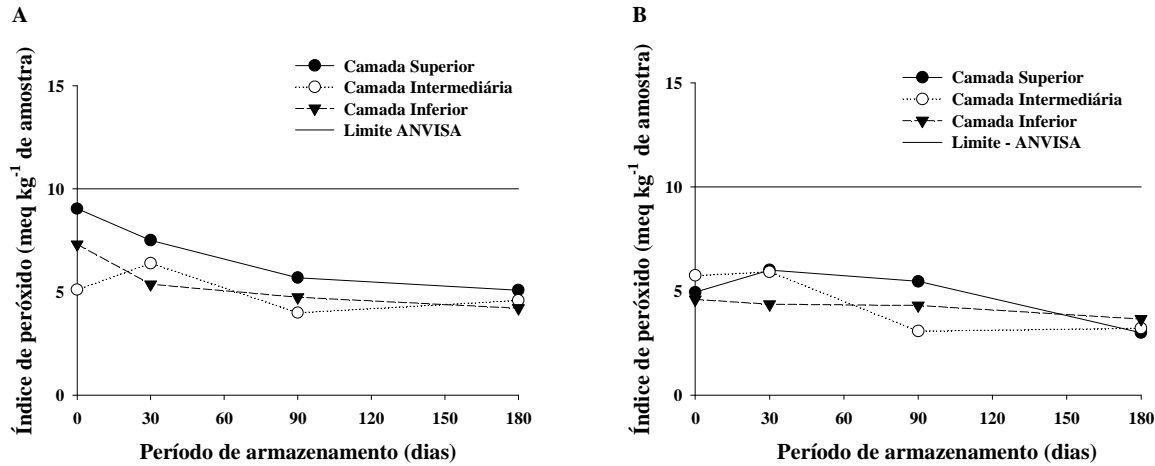 A
Índice de peróxido (meq kg-1 de amostra)
Camada Superior
Camada Intermediária
Camada Inferior
Limite ANVISA
15
10
5
0
0 30 60 90 120 150 180
Período de armazenamento (dias)
B
Índice de peróxido (meq kg-1 de amostra)
Camada Superior
Camada Intermediária
Camada Inferior
Limite - ANVISA
15
10
5
0
0 30 60 90 120 150 180
Período de armazenamento (dias)